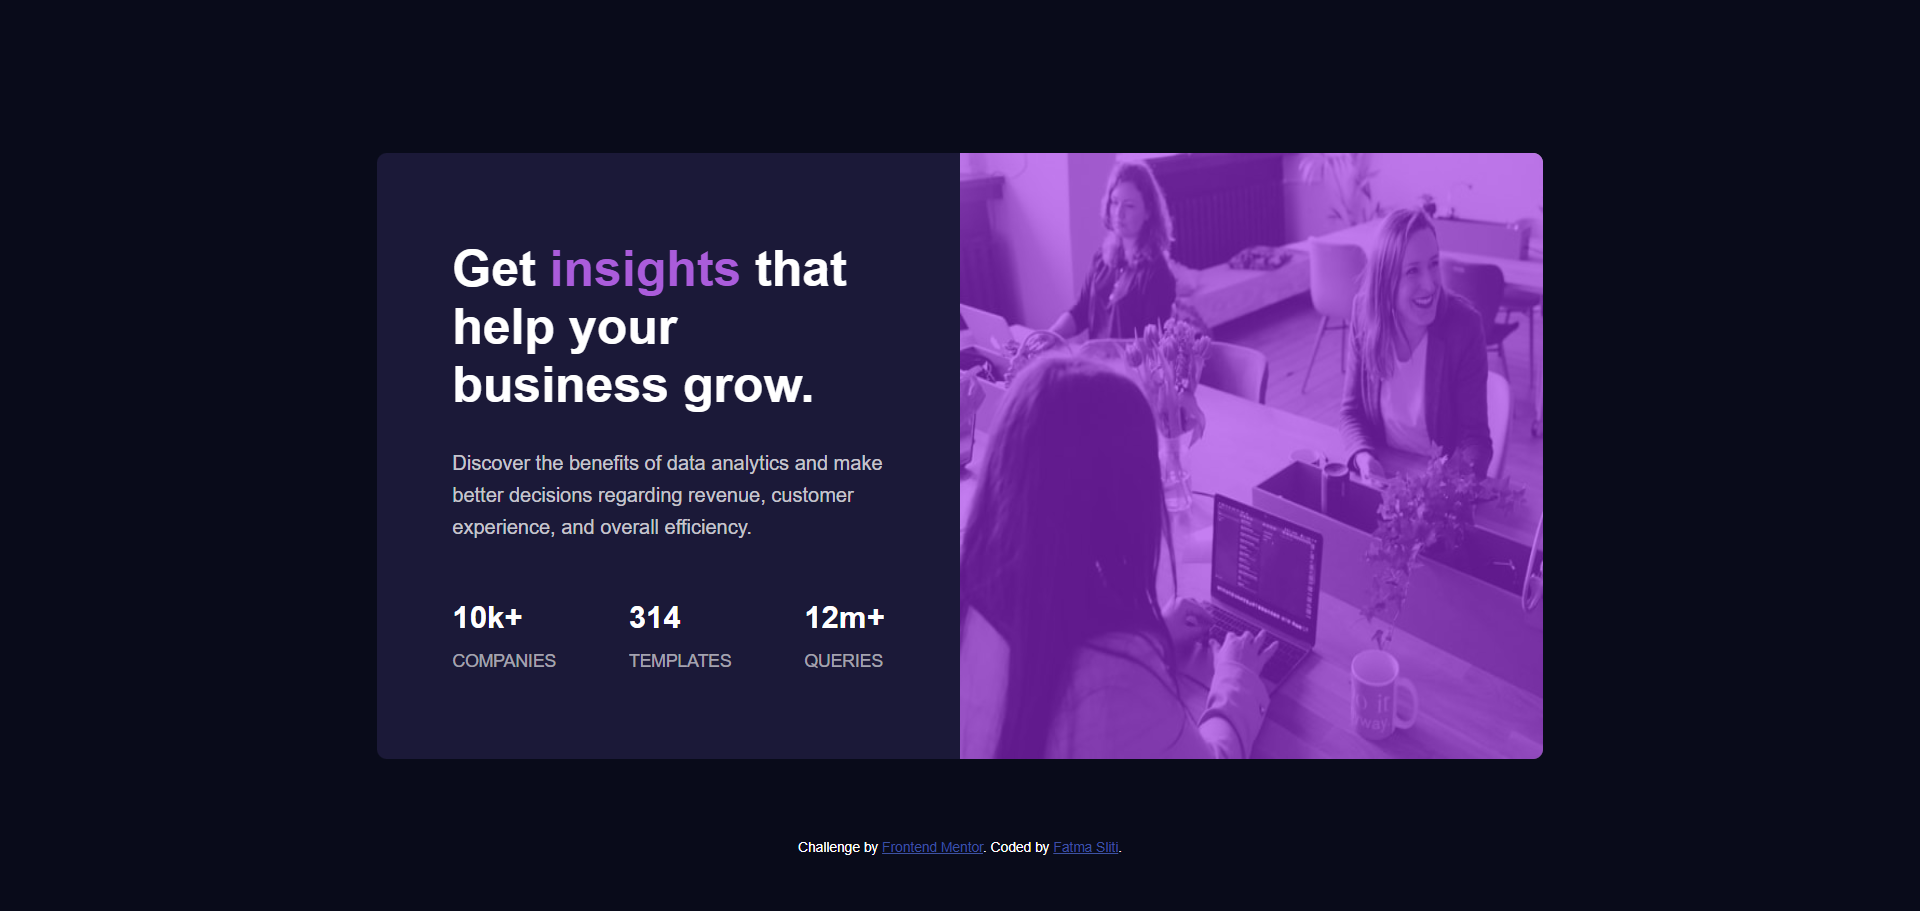 Get insights that
help your
business grow.
Discover the benefits of data analytics and make
better decisions regarding revenue, customer
experience, and overall efficiency.
10k+ 314 12m+
COMPANIES TEMPLATES QUERIES
Challenge by Frontend Mentor. Coded by Fatma Sliti.